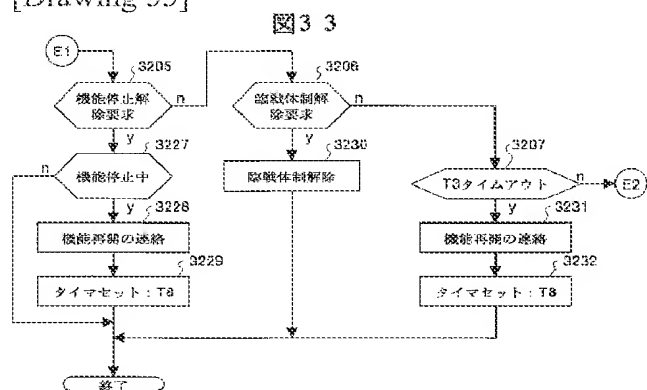 [Drawing 33]
図３３
E1
3205
機能停止解
除要求
n
y
3206
臨戦体制解
除要求
n
y
3227
機能停止中
n
y
3230
臨戦体制解除
3207
T3タイムアウト
n
E2
y
3228
機能再開の連絡
3231
機能再開の連絡
3229
タイマセット：T8
3232
タイマセット：T8
終了